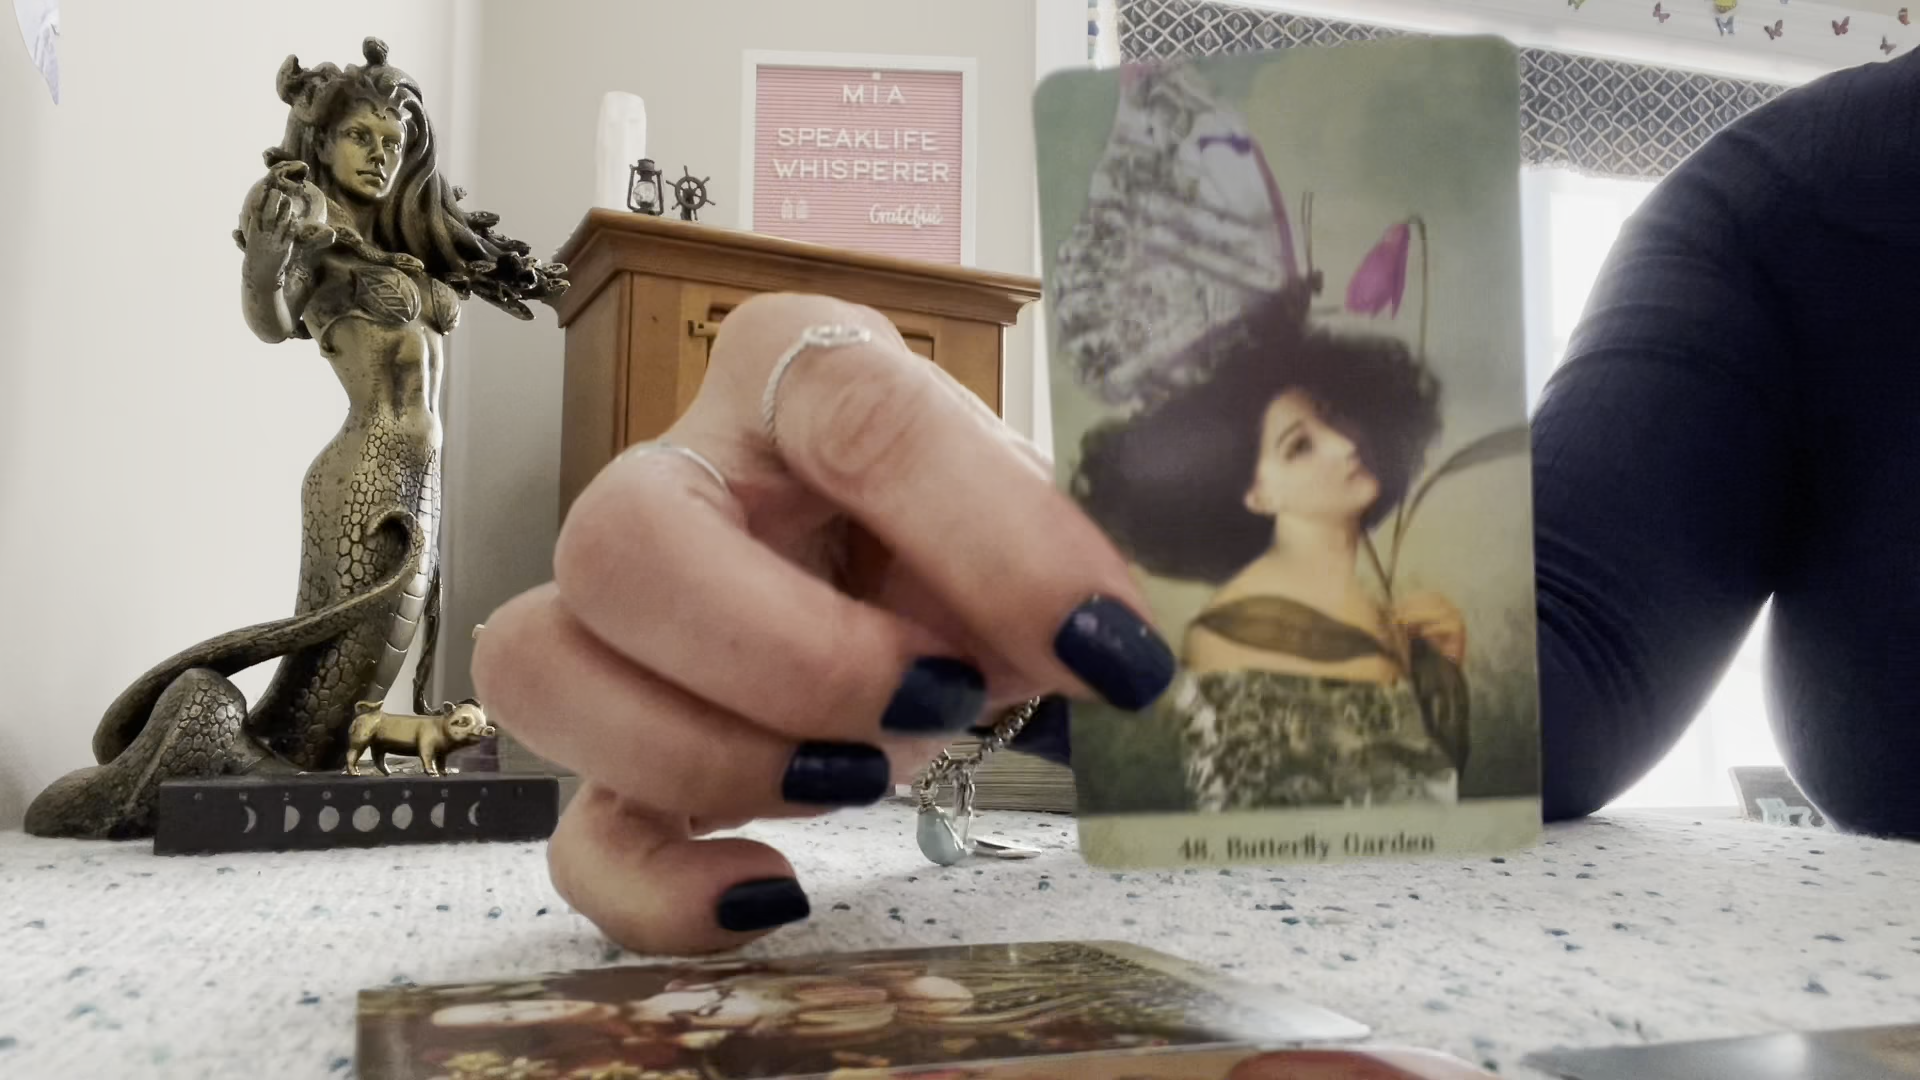 MIA
SPEAKLIFE
WHISPERER
Grateful
48. Butterfly Garden